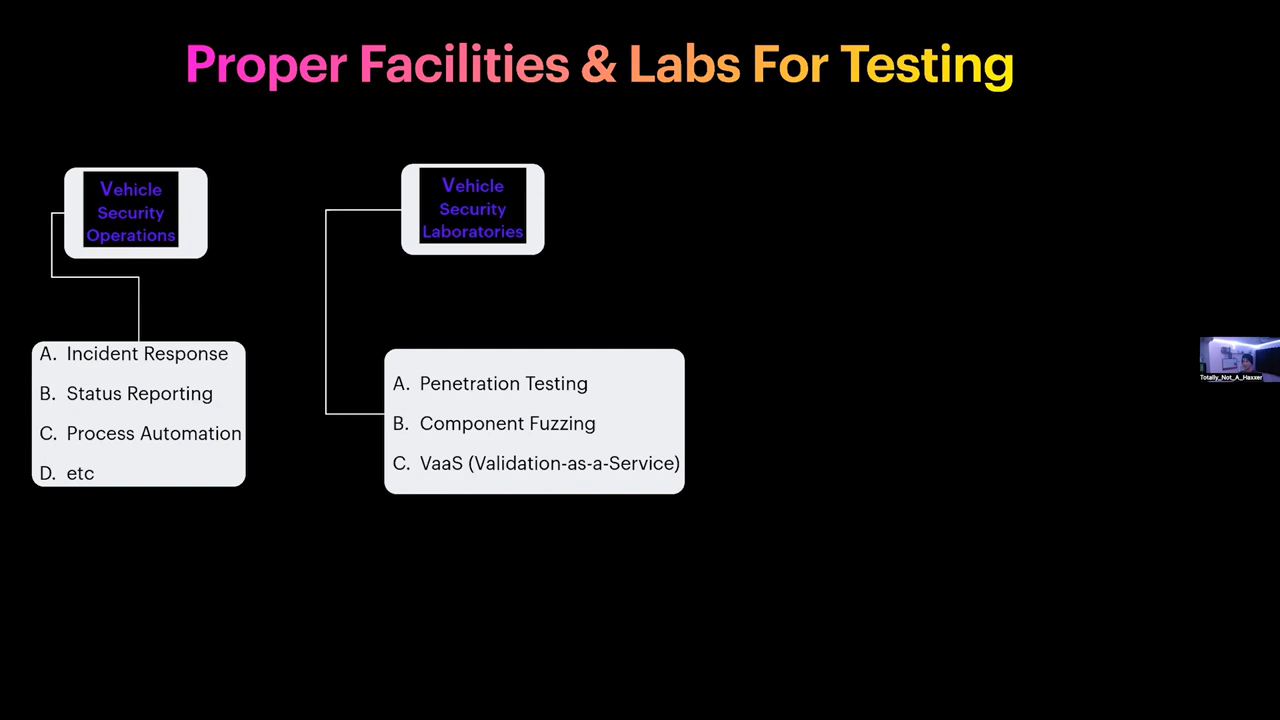 Proper Facilities & Labs For Testing
Vehicle
Security
Operations
Vehicle
Security
Laboratories
A. Incident Response
B. Status Reporting
C. Process Automation
D. etc
A. Penetration Testing
B. Component Fuzzing
C. VaaS (Validation-as-a-Service)
Totally_Not_A_Haxxer